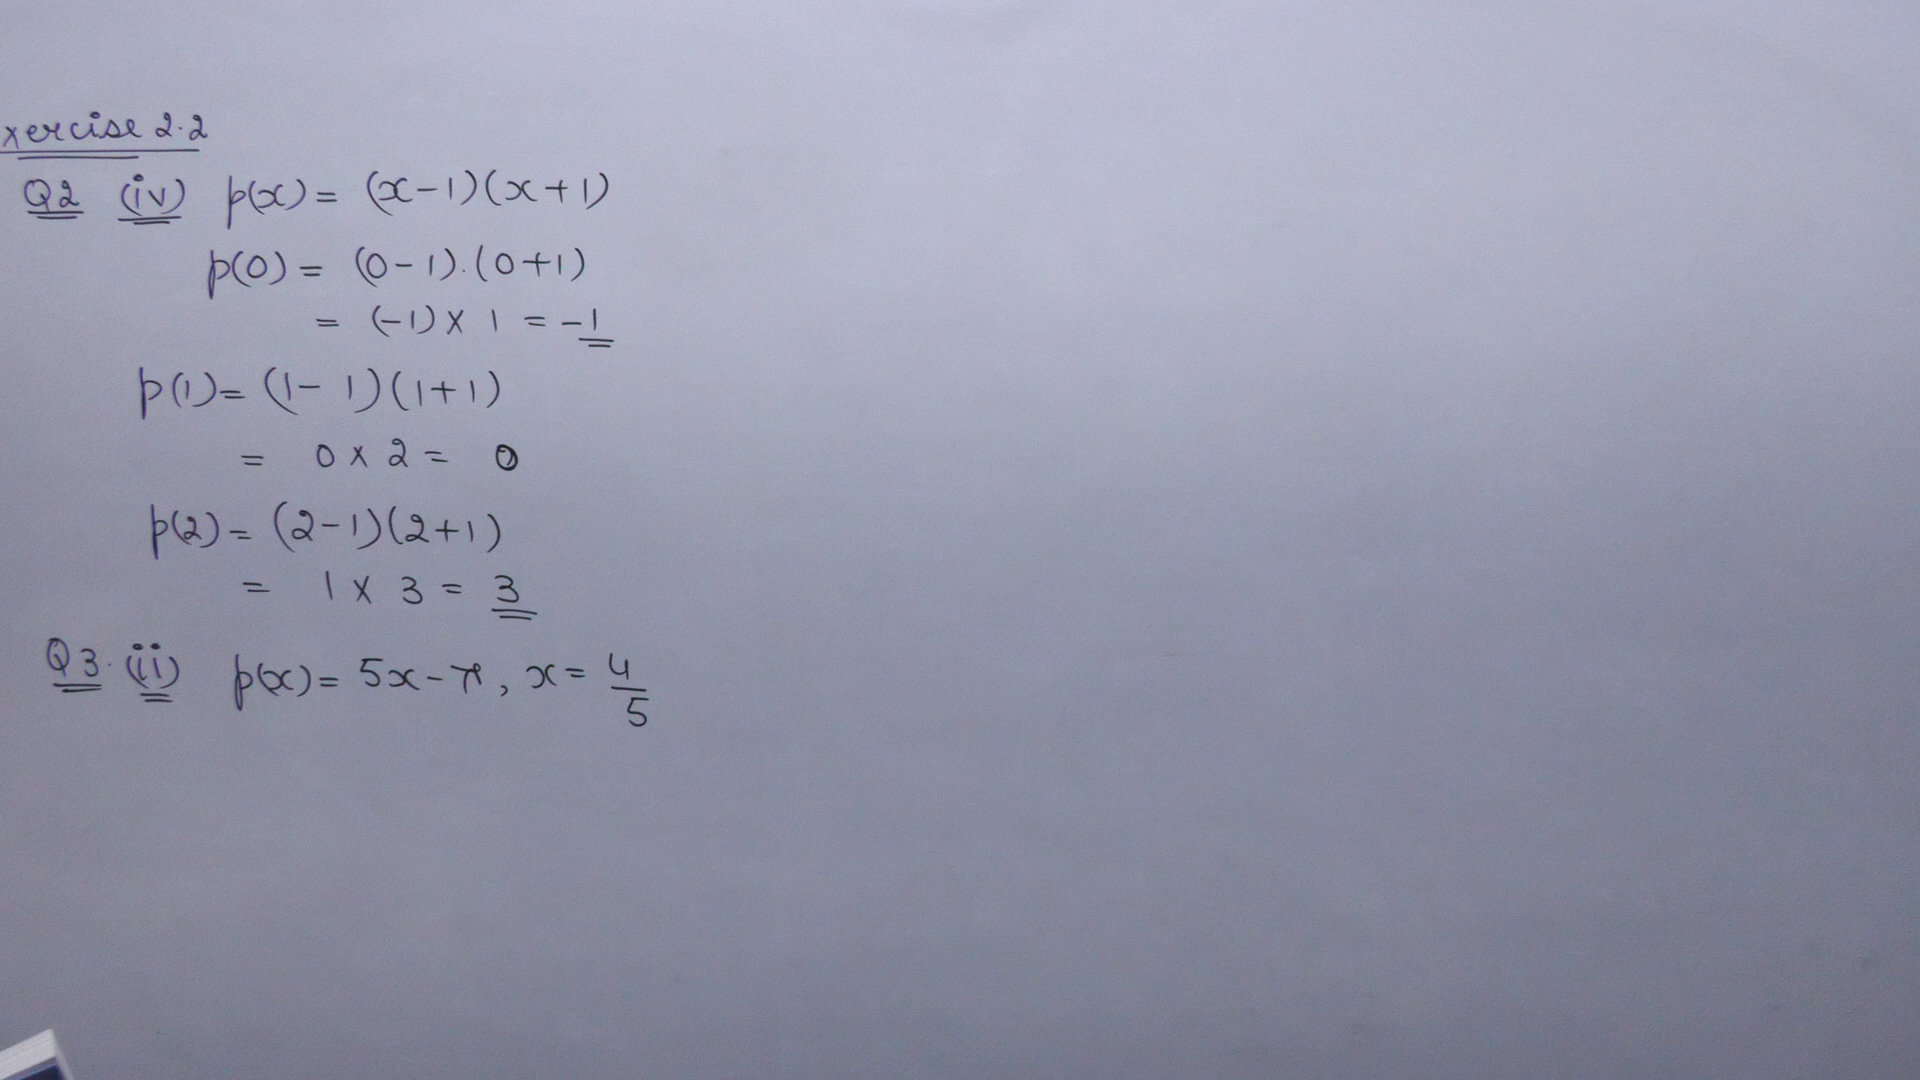 xercise 2.2
Q2 (iv) p(x) = (x-1)(x+1)
p(0) = (0-1).(0+1)
= (-1) × 1 = -1
p(1) = (1-1)(1+1)
= 0 × 2 = 0
p(2) = (2-1)(2+1)
= 1 × 3 = 3
Q3. (ii) p(x) = 5x-π, x = 4/5